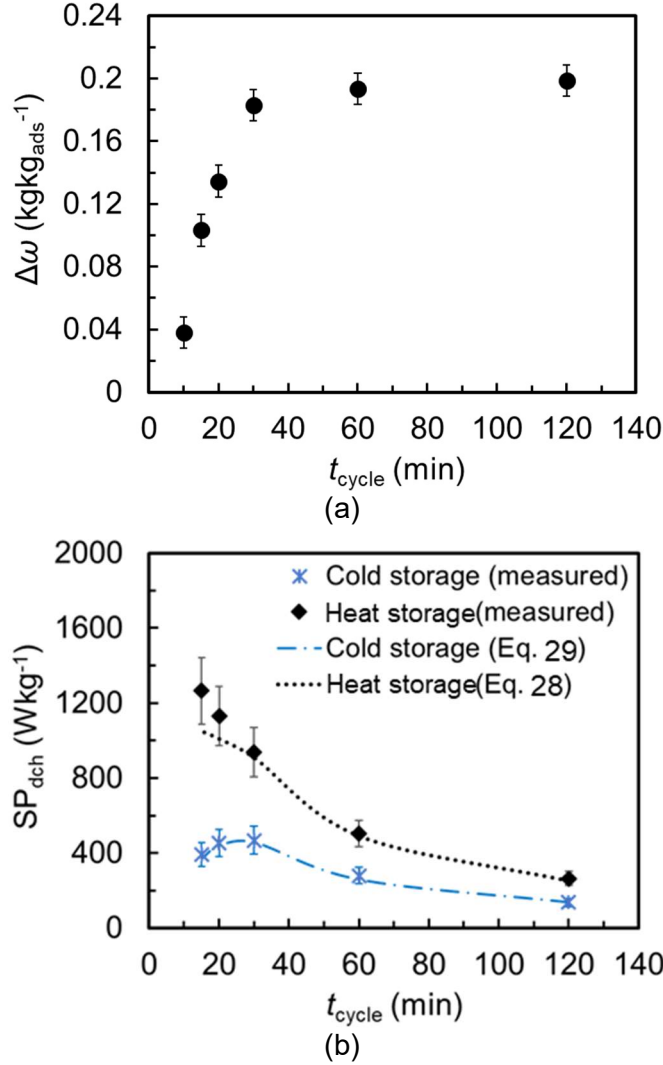 0.24
0.2
0.16
0.12
0.08
0.04
0
Δω (kgkgads⁻¹)
0 20 40 60 80 100 120 140
tcycle (min)
(a)
2000
1600
1200
800
400
0
SPdch (Wkg⁻¹)
Cold storage (measured)
Heat storage(measured)
Cold storage (Eq. 29)
Heat storage(Eq. 28)
0 20 40 60 80 100 120 140
tcycle (min)
(b)